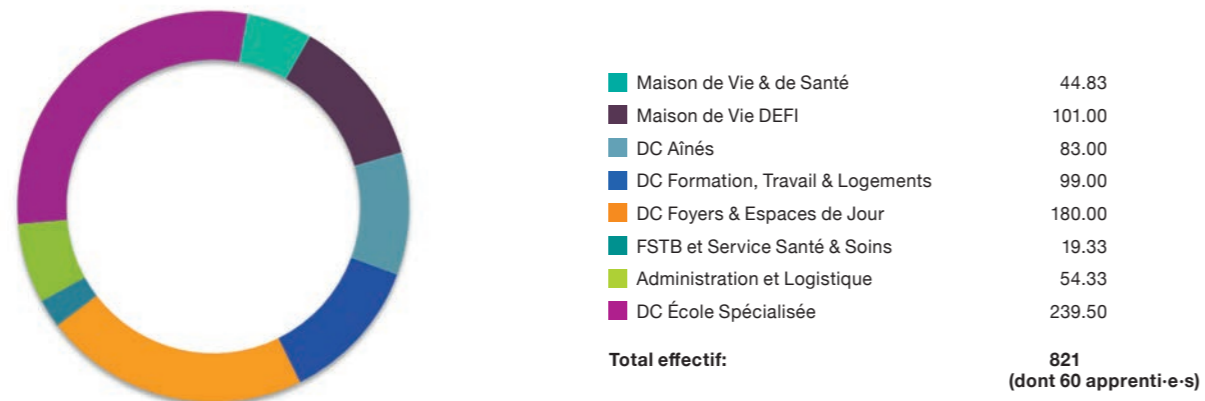 Maison de Vie & de Santé 44.83
Maison de Vie DEFI 101.00
DC Aînés 83.00
DC Formation, Travail & Logements 99.00
DC Foyers & Espaces de Jour 180.00
FSTB et Service Santé & Soins 19.33
Administration et Logistique 54.33
DC École Spécialisée 239.50
Total effectif: 821
(dont 60 apprenti·e·s)